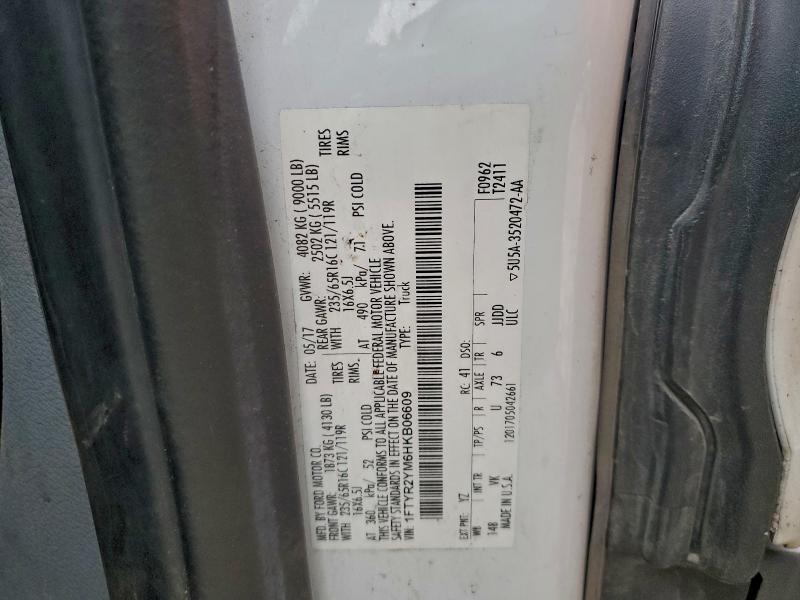 MFD. BY FORD MOTOR CO.
DATE: 05/17 GVWR: 4082 KG ( 9000 LB)
FRONT GAWR: 1873 KG ( 4130 LB) REAR GAWR: 2502 KG ( 5515 LB)
WITH 235/65R16C 121/119R TIRES WITH 235/65R16C 121/119R TIRES
16X6.5J RIMS. 16X6.5J RIMS
AT 360 kPa/ 52 PSI COLD AT 490 kPa/ 71 PSI COLD
THIS VEHICLE CONFORMS TO ALL APPLICABLE FEDERAL MOTOR VEHICLE
SAFETY STANDARDS IN EFFECT ON THE DATE OF MANUFACTURE SHOWN ABOVE.
VIN: 1FTYR2YM6HKB06609 TYPE: Truck
F0962
T2411
EXT PNT: YZ RC: 41 DSO:
WB INT TR TP/PS R AXLE TR SPR
148 VK U 73 6 JJDD
ULC
MADE IN U.S.A. 1201705042661 ▽5U5A-3520472-AA